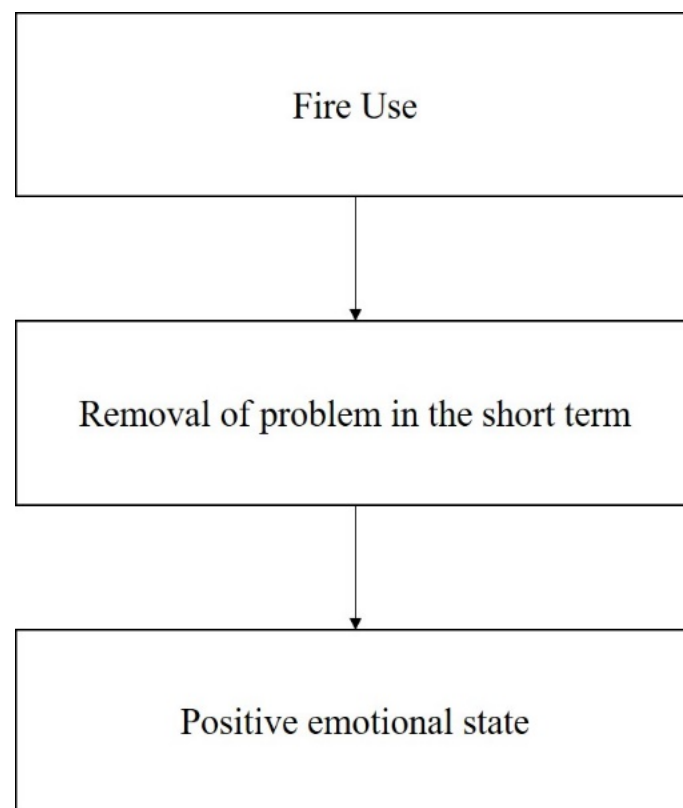 Fire Use
Removal of problem in the short term
Positive emotional state